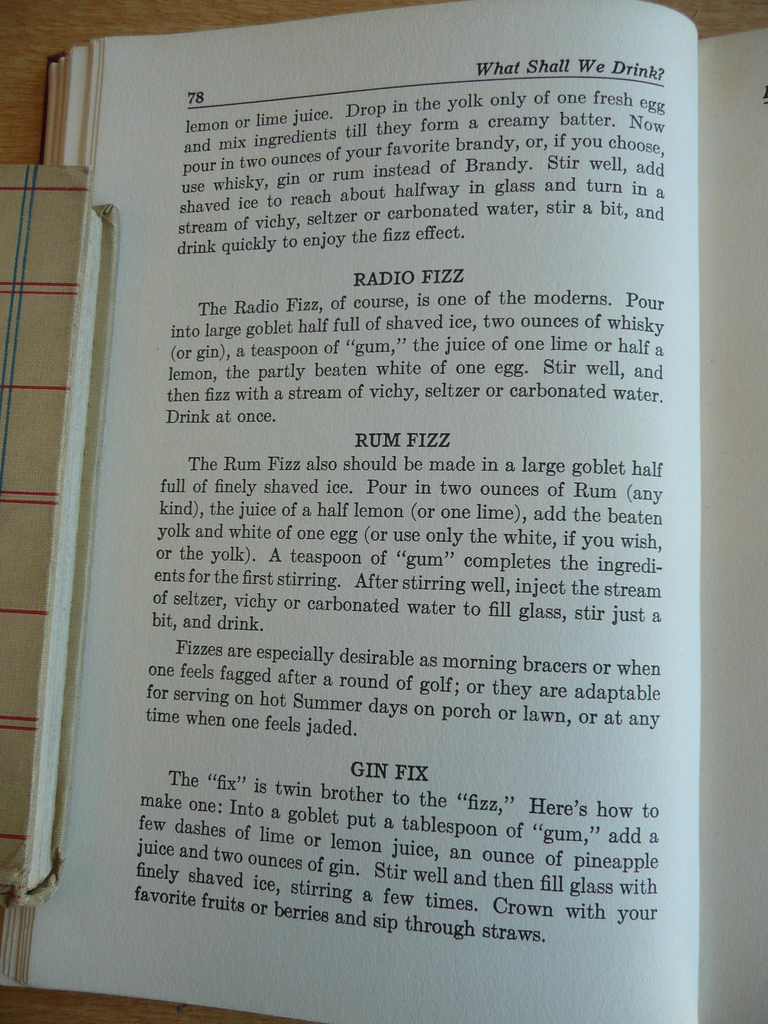 78
What Shall We Drink?
lemon or lime juice. Drop in the yolk only of one fresh egg
and mix ingredients till they form a creamy batter. Now
pour in two ounces of your favorite brandy, or, if you choose,
use whisky, gin or rum instead of Brandy. Stir well, add
shaved ice to reach about halfway in glass and turn in a
stream of vichy, seltzer or carbonated water, stir a bit, and
drink quickly to enjoy the fizz effect.
RADIO FIZZ
The Radio Fizz, of course, is one of the moderns. Pour
into large goblet half full of shaved ice, two ounces of whisky
(or gin), a teaspoon of “gum,” the juice of one lime or half a
lemon, the partly beaten white of one egg. Stir well, and
then fizz with a stream of vichy, seltzer or carbonated water.
Drink at once.
RUM FIZZ
The Rum Fizz also should be made in a large goblet half
full of finely shaved ice. Pour in two ounces of Rum (any
kind), the juice of a half lemon (or one lime), add the beaten
yolk and white of one egg (or use only the white, if you wish,
or the yolk). A teaspoon of “gum” completes the ingredi-
ents for the first stirring. After stirring well, inject the stream
of seltzer, vichy or carbonated water to fill glass, stir just a
bit, and drink.
Fizzes are especially desirable as morning bracers or when
one feels fagged after a round of golf; or they are adaptable
for serving on hot Summer days on porch or lawn, or at any
time when one feels jaded.
GIN FIX
The “fix” is twin brother to the “fizz,” Here's how to
make one: Into a goblet put a tablespoon of “gum,” add a
few dashes of lime or lemon juice, an ounce of pineapple
juice and two ounces of gin. Stir well and then fill glass with
finely shaved ice, stirring a few times. Crown with your
favorite fruits or berries and sip through straws.